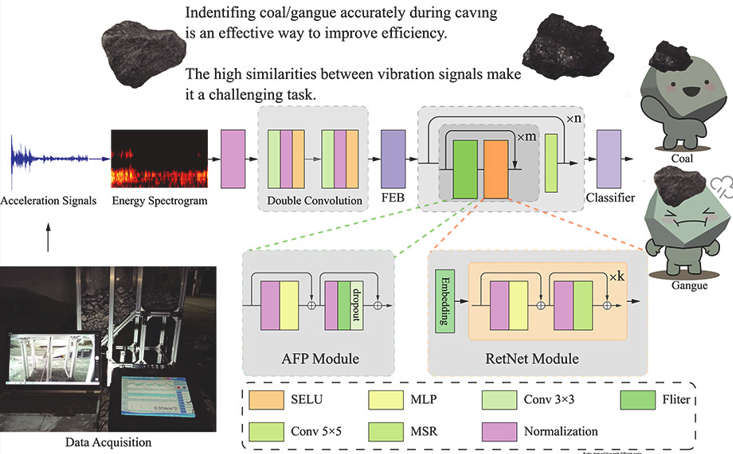 Indentifing coal/gangue accurately during caving
is an effective way to improve efficiency.
The high similarities between vibration signals make
it a challenging task.
×n
×m
Coal
Acceleration Signals
Energy Spectrogram
Double Convolution
FEB
Classifier
Gangue
dropout
Embedding
×k
AFP Module
RetNet Module
Data Acquisition
SELU
MLP
Conv 3×3
Fliter
Conv 5×5
MSR
Normalization